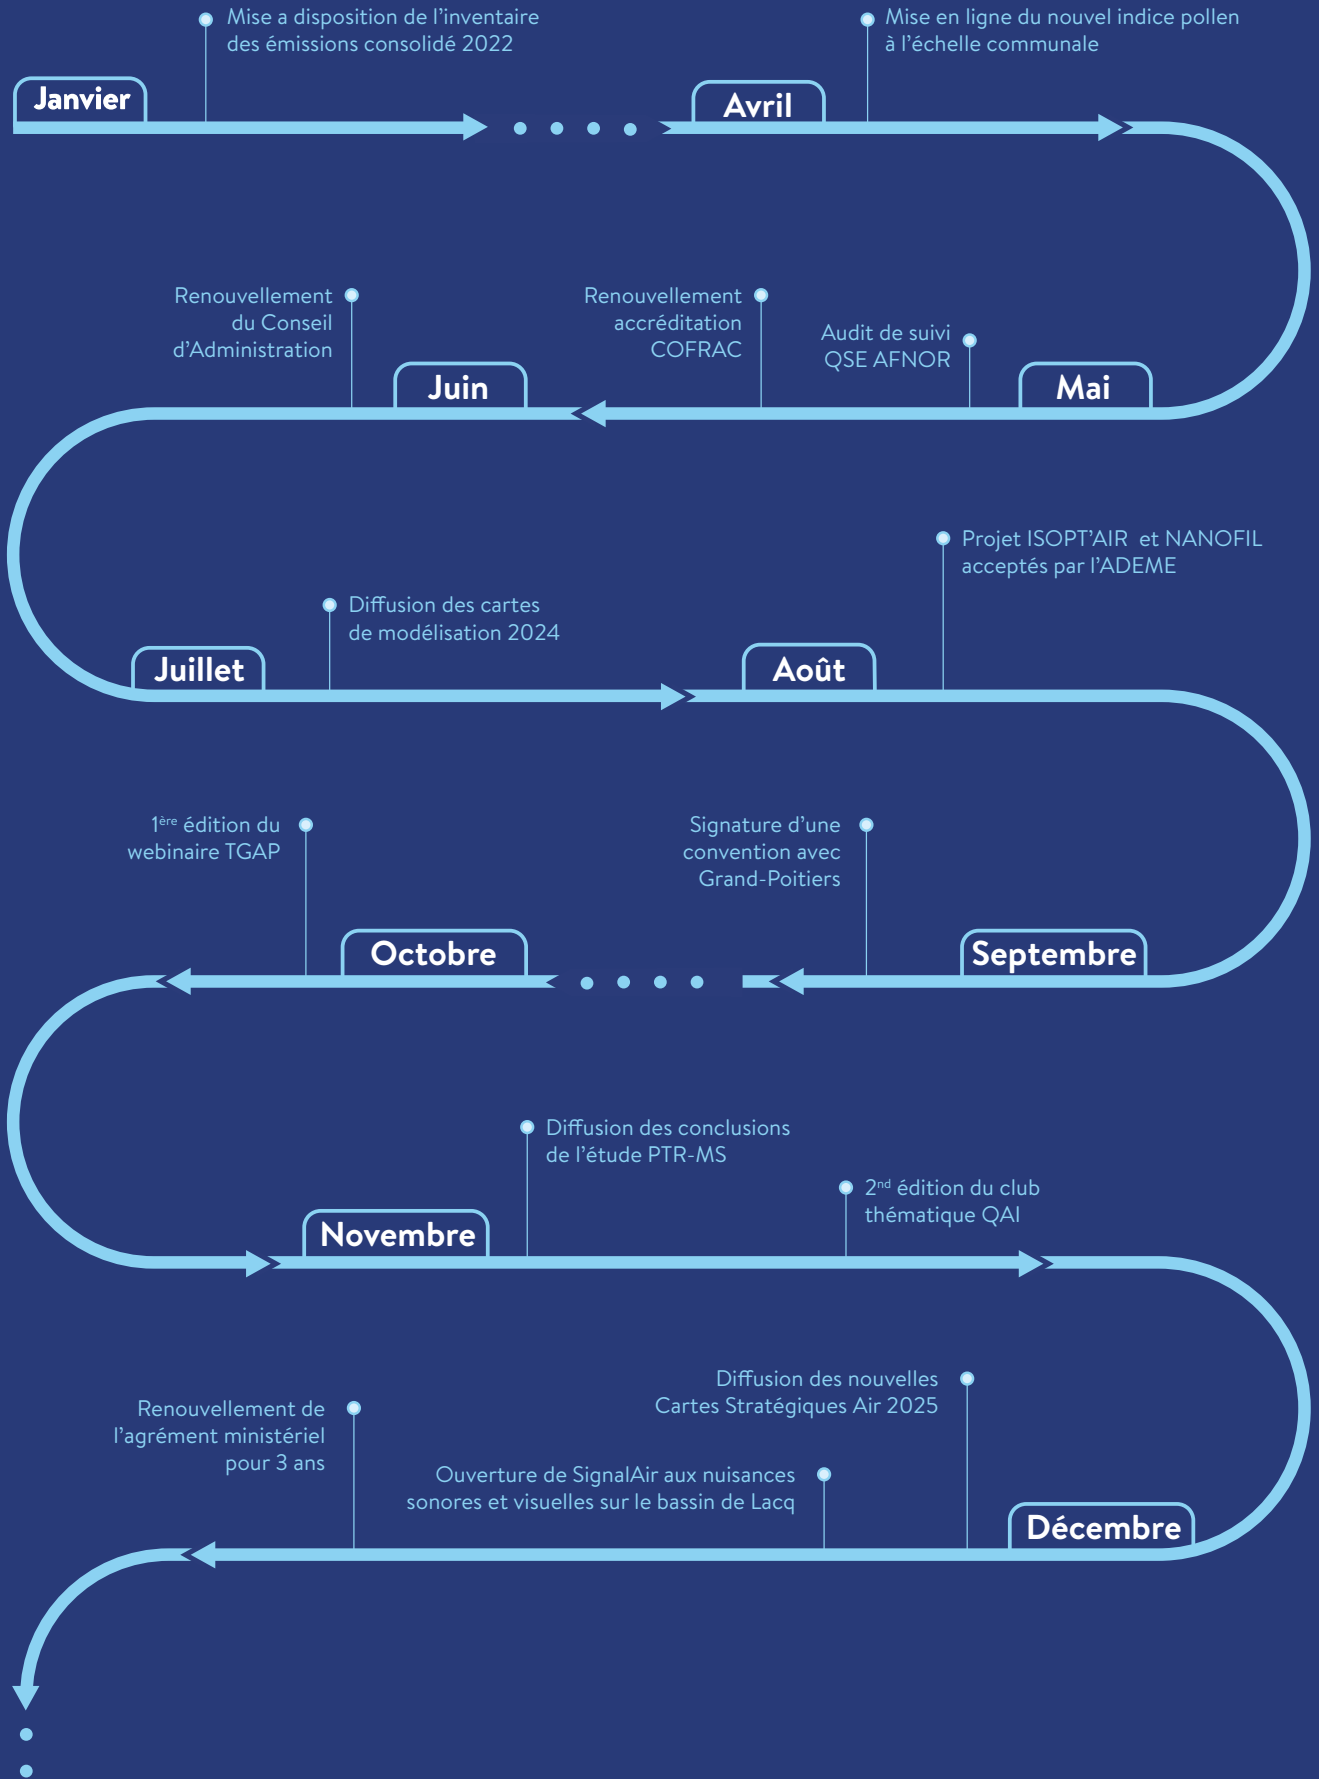 Janvier
Mise a disposition de l'inventaire
des émissions consolidé 2022
Avril
Mise en ligne du nouvel indice pollen
à l'échelle communale
Mai
Audit de suivi
QSE AFNOR
Renouvellement
accréditation
COFRAC
Juin
Renouvellement
du Conseil
d'Administration
Juillet
Diffusion des cartes
de modélisation 2024
Août
Projet ISOPT'AIR et NANOFIL
acceptés par l'ADEME
Septembre
Signature d'une
convention avec
Grand-Poitiers
Octobre
1ère édition du
webinaire TGAP
Novembre
Diffusion des conclusions
de l'étude PTR-MS
2nd édition du club
thématique QAI
Décembre
Diffusion des nouvelles
Cartes Stratégiques Air 2025
Ouverture de SignalAir aux nuisances
sonores et visuelles sur le bassin de Lacq
Renouvellement de
l'agrément ministériel
pour 3 ans